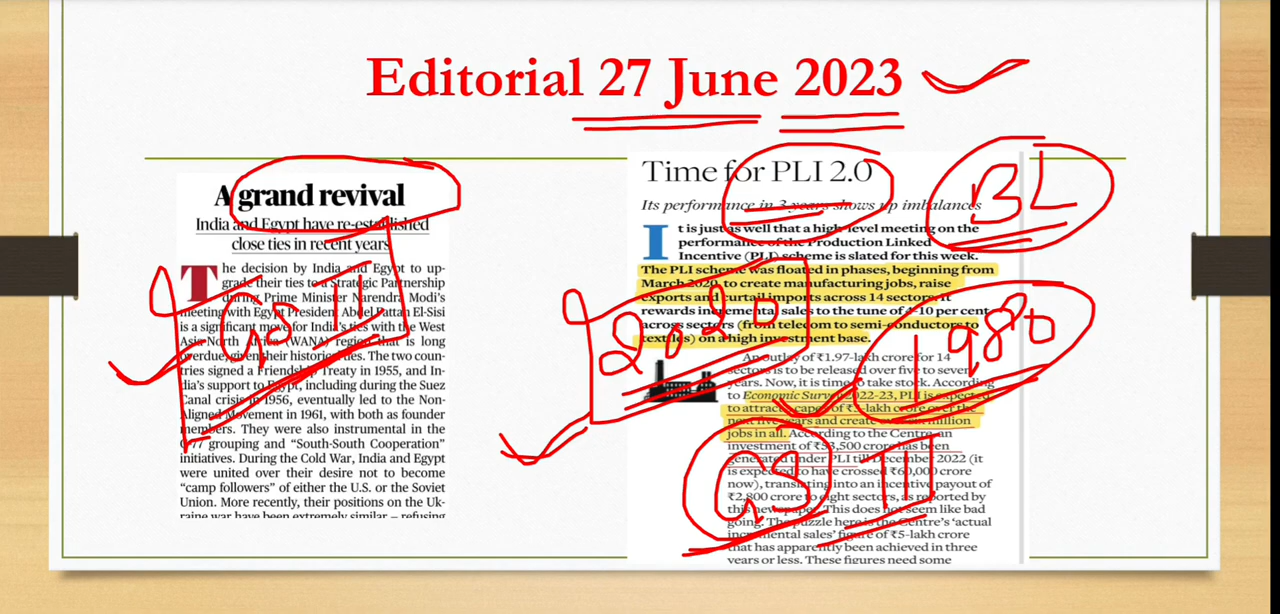 Editorial 27 June 2023
A grand revival
India and Egypt have re-established
close ties in recent years
The decision by India and Egypt to up-
grade their ties to a Strategic Partnership
during Prime Minister Narendra Modi's
meeting with Egypt President Abdel Fattah El-Sisi
is a significant move for India's ties with the West
Asia-North Africa (WANA) region that is long
overdue, given their historic ties. The two coun-
tries signed a Friendship Treaty in 1955, and In-
dia's support to Egypt, including during the Suez
Canal crisis in 1956, eventually led to the Non-
Aligned Movement in 1961, with both as founder
members. They were also instrumental in the
G-77 grouping and “South-South Cooperation”
initiatives. During the Cold War, India and Egypt
were united over their desire not to become
“camp followers” of either the U.S. or the Soviet
Union. More recently, their positions on the Uk-
raine war have been extremely similar – refusing
GS II
Time for PLI 2.0
Its performance in 3 years shows up imbalances
It is just as well that a high-level meeting on the
performance of the Production Linked
Incentive (PLI) scheme is slated for this week.
The PLI scheme was floated in phases, beginning from
March 2020, to create manufacturing jobs, raise
exports and curtail imports across 14 sectors. It
rewards incremental sales to the tune of 4-10 per cent
across sectors (from telecom to semi-conductors to
textiles) on a high investment base.
An outlay of ₹1.97-lakh crore for 14
sectors is to be released over five to seven
years. Now, it is time to take stock. According
to Economic Survey 2022-23, PLI is expected
to attract a capex of lakh crore over the
next five years and create over million
jobs in all. According to the Centre, an
investment of ₹53,500 crore has been
generated under PLI till December 2022 (it
is expected to have crossed ₹60,000 crore
now), translating into an incentive payout of
₹2,800 crore to eight sectors, as reported by
this newspaper. This does not seem like bad
going. The puzzle here is the Centre's ‘actual
incremental sales’ figure of ₹5-lakh crore
that has apparently been achieved in three
years or less. These figures need some
BL
2020
1980
GS III